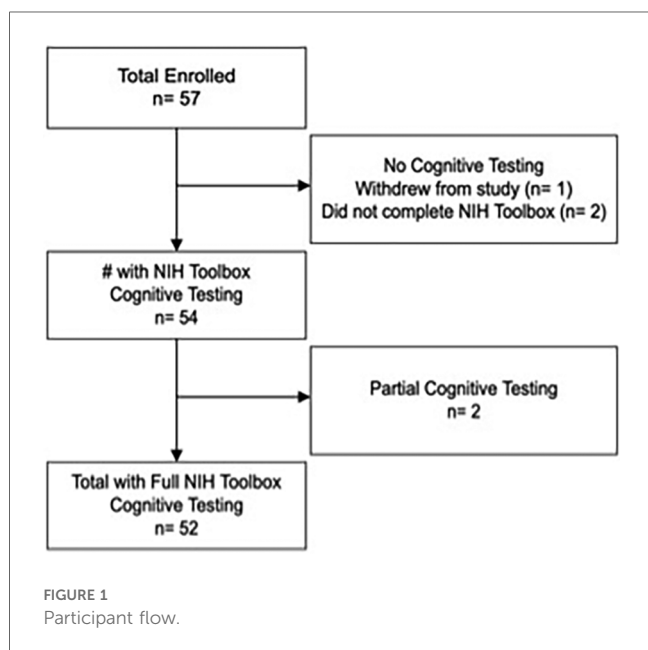 Total Enrolled
n= 57
No Cognitive Testing
Withdrew from study (n= 1)
Did not complete NIH Toolbox (n= 2)
# with NIH Toolbox
Cognitive Testing
n= 54
Partial Cognitive Testing
n= 2
Total with Full NIH Toolbox
Cognitive Testing
n= 52
FIGURE 1
Participant flow.